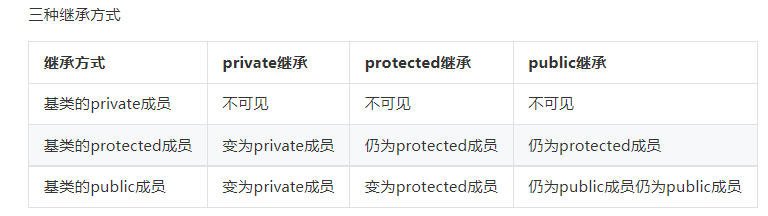 三种继承方式
继承方式 private继承 protected继承 public继承
基类的private成员 不可见 不可见 不可见
基类的protected成员 变为private成员 仍为protected成员 仍为protected成员
基类的public成员 变为private成员 变为protected成员 仍为public成员仍为public成员